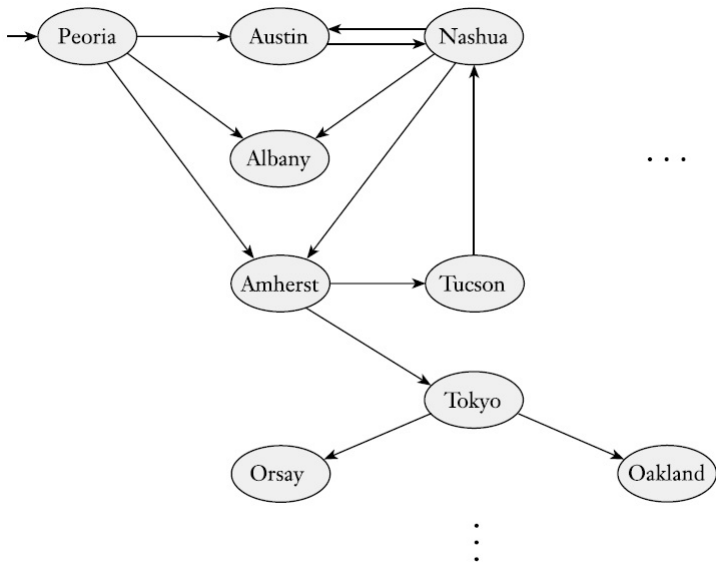 Peoria Austin Nashua
Albany
...
Amherst Tucson
Tokyo
Orsay Oakland